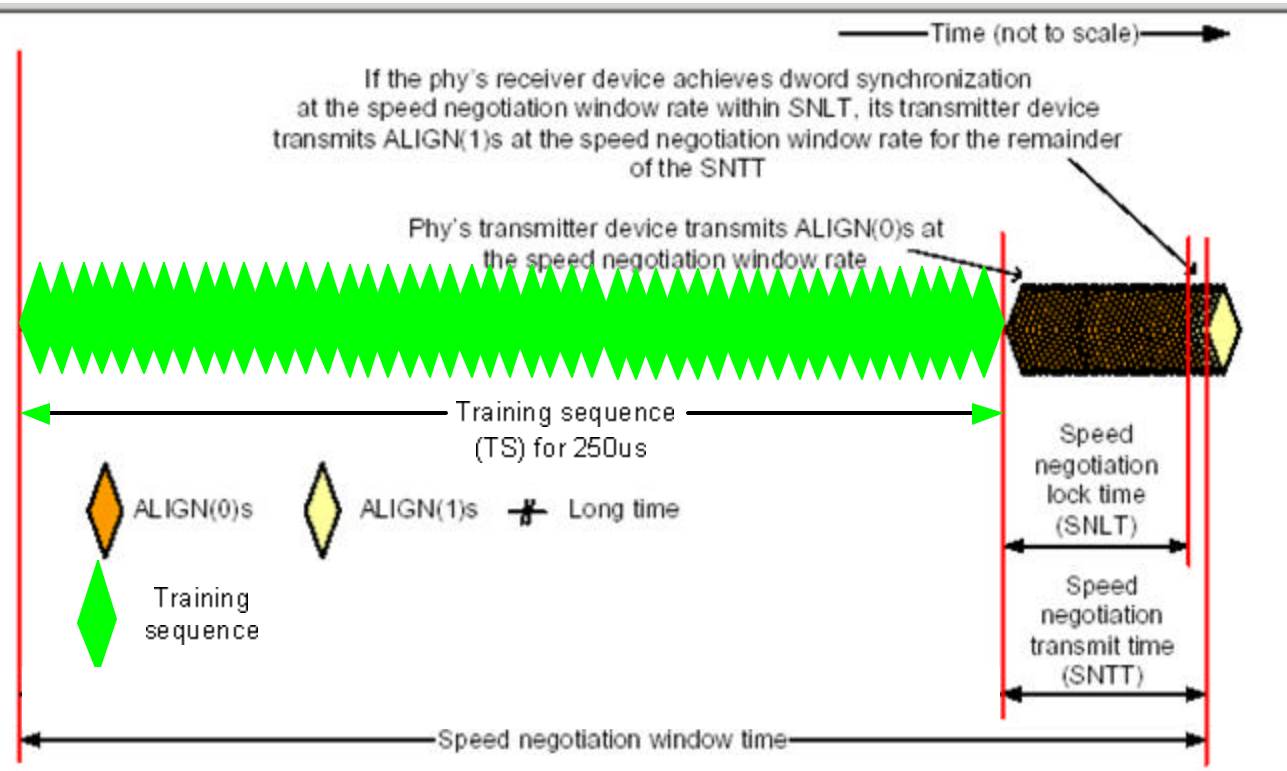 Time (not to scale)
If the phy's receiver device achieves dword synchronization
at the speed negotiation window rate within SNLT, its transmitter device
transmits ALIGN(1)s at the speed negotiation window rate for the remainder
of the SNTT
Phy's transmitter device transmits ALIGN(0)s at
the speed negotiation window rate
Training sequence
(TS) for 250us
ALIGN(0)s
ALIGN(1)s
Long time
Training
sequence
Speed
negotiation
lock time
(SNLT)
Speed
negotiation
transmit time
(SNTT)
Speed negotiation window time